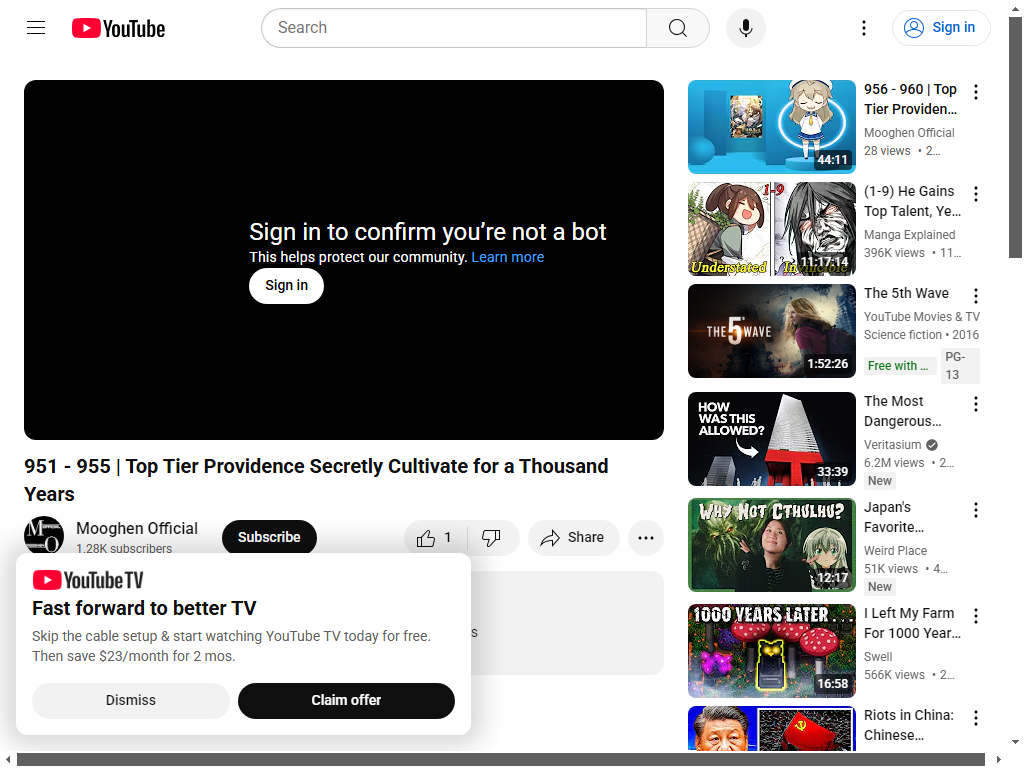 YouTube
Search
Sign in
Sign in to confirm you’re not a bot
This helps protect our community. Learn more
Sign in
951 - 955 | Top Tier Providence Secretly Cultivate for a Thousand
Years
Mooghen Official
1.28K subscribers
Subscribe
1
Share
YouTube TV
Fast forward to better TV
Skip the cable setup & start watching YouTube TV today for free.
Then save $23/month for 2 mos.
Dismiss
Claim offer
44:11
956 - 960 | Top
Tier Providen...
Mooghen Official
28 views • 2...
1-9
Understated
Invincible
11:17:14
(1-9) He Gains
Top Talent, Ye...
Manga Explained
396K views • 11...
THE 5TH WAVE
1:52:26
The 5th Wave
YouTube Movies & TV
Science fiction • 2016
Free with ...
PG-
13
HOW
WAS THIS
ALLOWED?
33:39
The Most
Dangerous...
Veritasium
6.2M views • 2...
New
WHY NOT CTHULHU?
12:17
Japan's
Favorite...
Weird Place
51K views • 4...
New
1000 YEARS LATER...
16:58
I Left My Farm
For 1000 Year...
Swell
566K views • 2...
Riots in China:
Chinese...